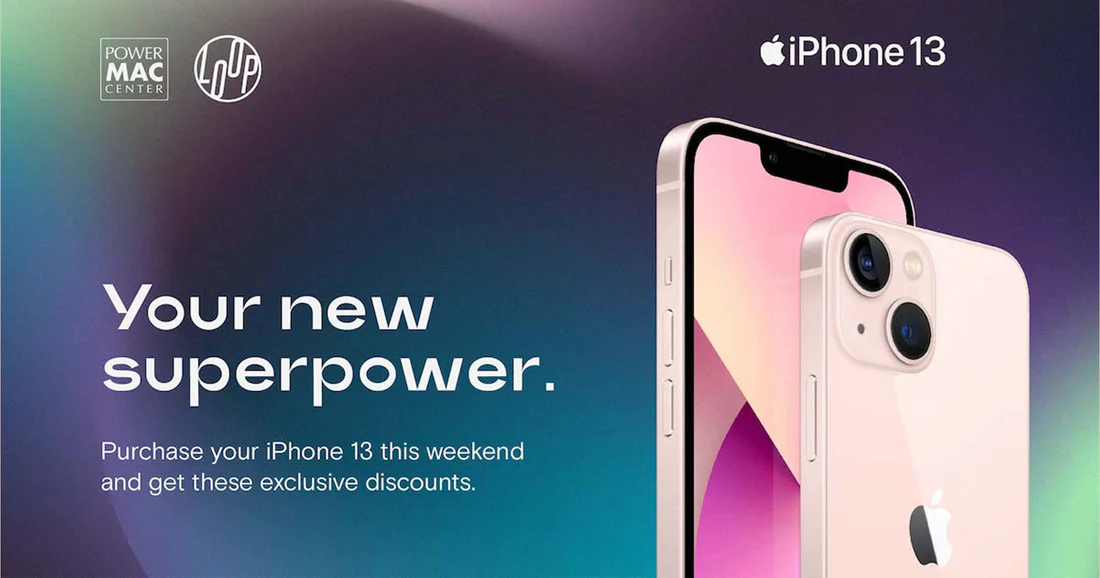 POWER
MAC
CENTER
LOUP
iPhone 13
Your new
superpower.
Purchase your iPhone 13 this weekend
and get these exclusive discounts.